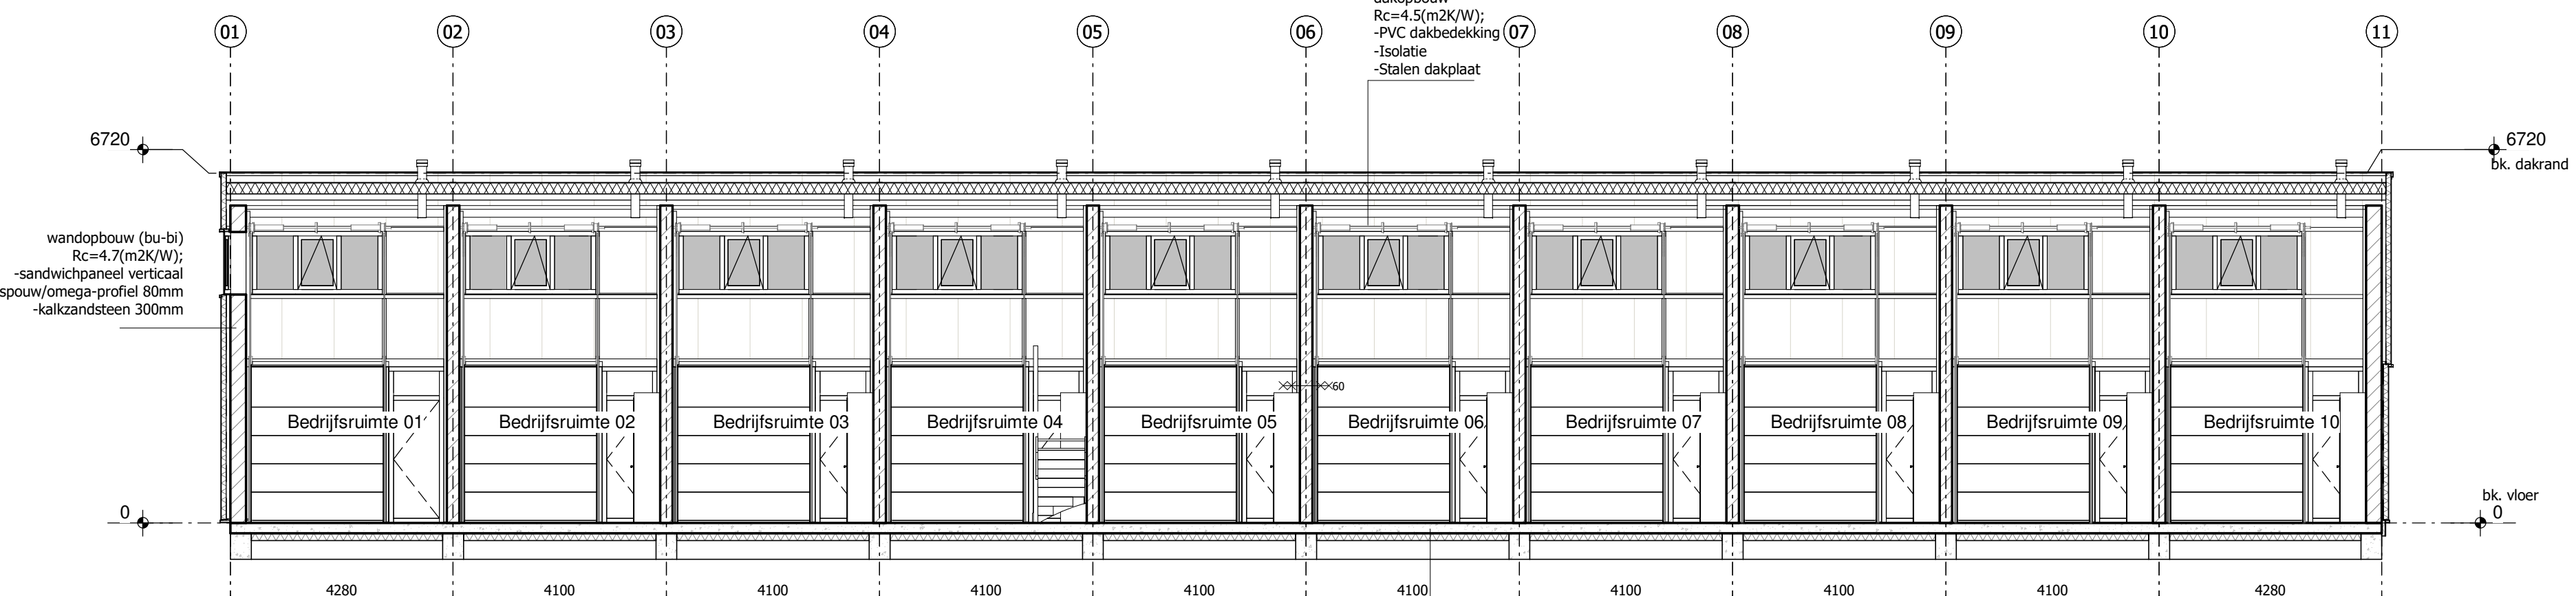 dakopbouw
Rc=4.5(m2K/W);
-PVC dakbedekking
-Isolatie
-Stalen dakplaat
01 02 03 04 05 06 07 08 09 10 11
6720
6720
bk. dakrand
wandopbouw (bu-bi)
Rc=4.7(m2K/W);
-sandwichpaneel verticaal
spouw/omega-profiel 80mm
-kalkzandsteen 300mm
60
Bedrijfsruimte 01 Bedrijfsruimte 02 Bedrijfsruimte 03 Bedrijfsruimte 04 Bedrijfsruimte 05 Bedrijfsruimte 06 Bedrijfsruimte 07 Bedrijfsruimte 08 Bedrijfsruimte 09 Bedrijfsruimte 10
0
bk. vloer
0
4280 4100 4100 4100 4100 4100 4100 4100 4100 4280